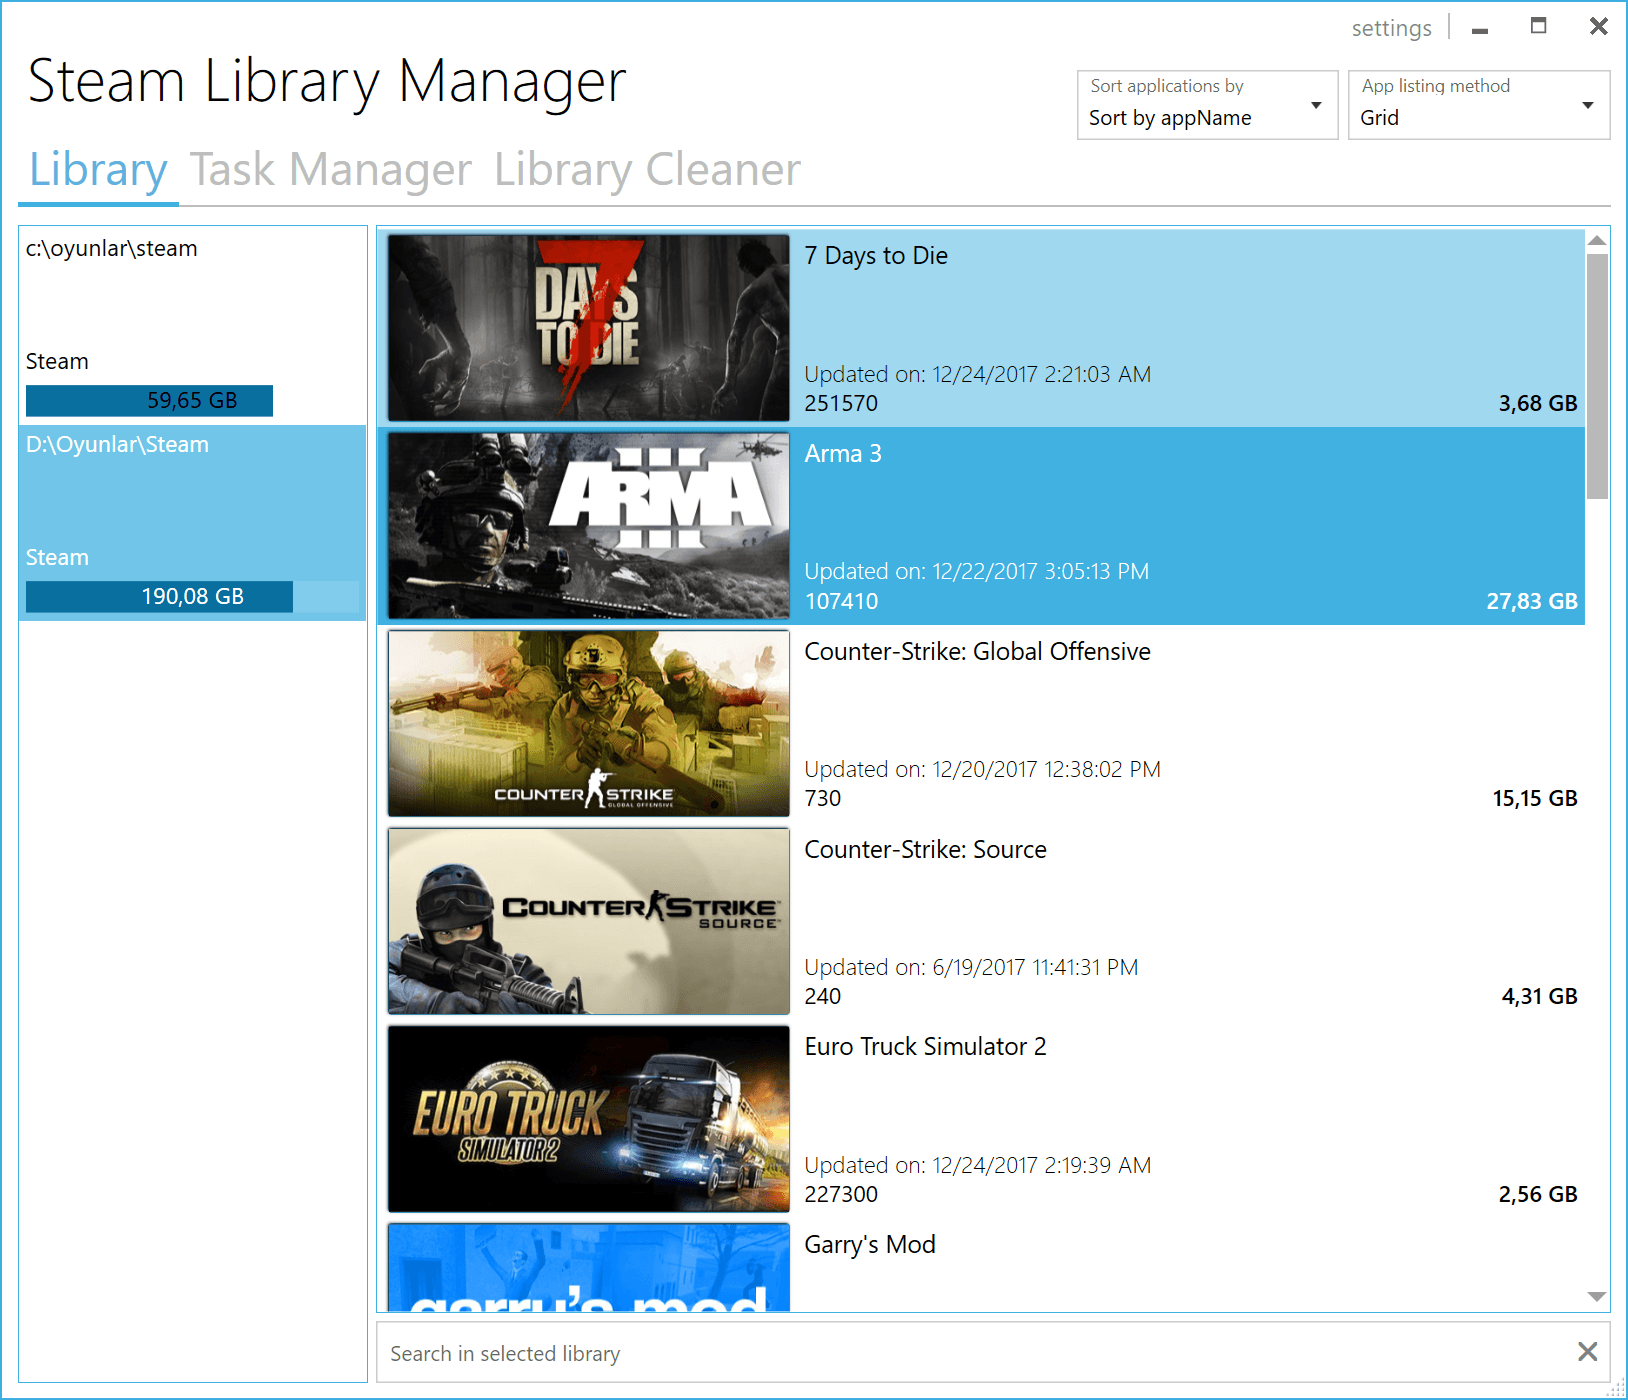 settings
Steam Library Manager
Sort applications by
Sort by appName
App listing method
Grid
Library Task Manager Library Cleaner
c:\oyunlar\steam
Steam
59,65 GB
D:\Oyunlar\Steam
Steam
190,08 GB
7
DAYS
TO DIE
7 Days to Die
Updated on: 12/24/2017 2:21:03 AM
251570
3,68 GB
III
ARMA
III
Arma 3
Updated on: 12/22/2017 3:05:13 PM
107410
27,83 GB
COUNTER STRIKE
GLOBAL OFFENSIVE
Counter-Strike: Global Offensive
Updated on: 12/20/2017 12:38:02 PM
730
15,15 GB
COUNTER STRIKE
SOURCE
Counter-Strike: Source
Updated on: 6/19/2017 11:41:31 PM
240
4,31 GB
EURO TRUCK
SIMULATOR 2
Euro Truck Simulator 2
Updated on: 12/24/2017 2:19:39 AM
227300
2,56 GB
garry's mod
Garry's Mod
Search in selected library